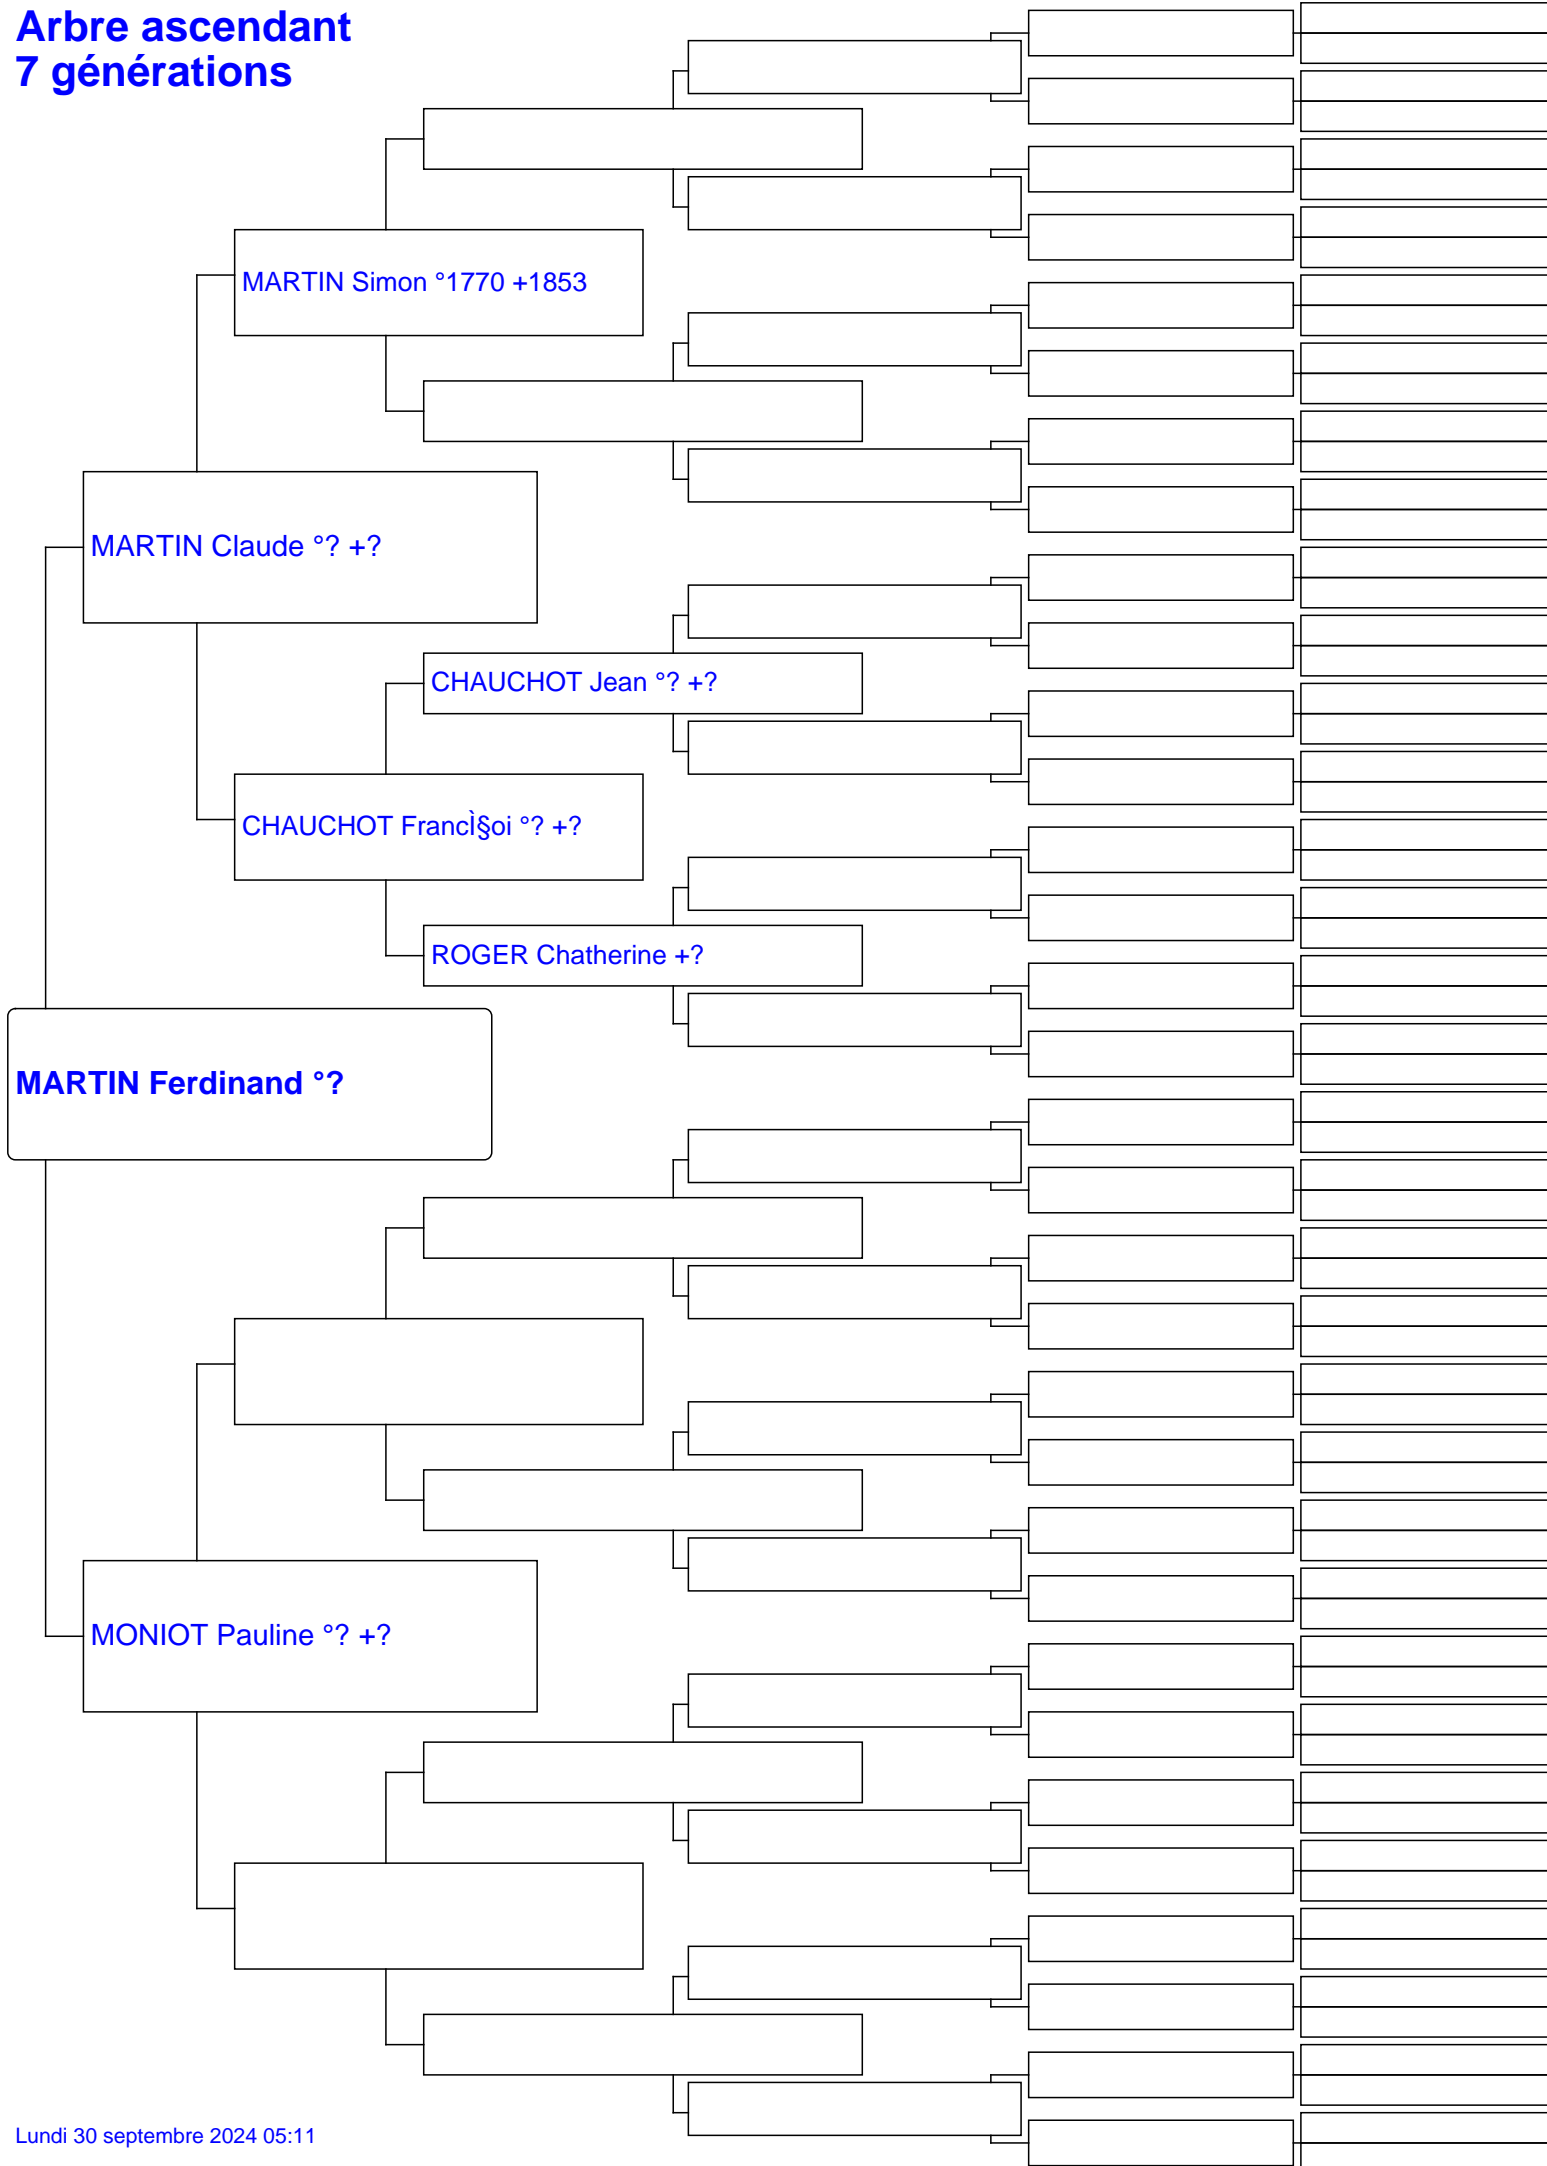 Arbre ascendant
7 générations
MARTIN Simon °1770 +1853
MARTIN Claude °? +?
CHAUCHOT Jean °? +?
CHAUCHOT FrancÌ§oi °? +?
ROGER Chatherine +?
MARTIN Ferdinand °?
MONIOT Pauline °? +?
Lundi 30 septembre 2024 05:11